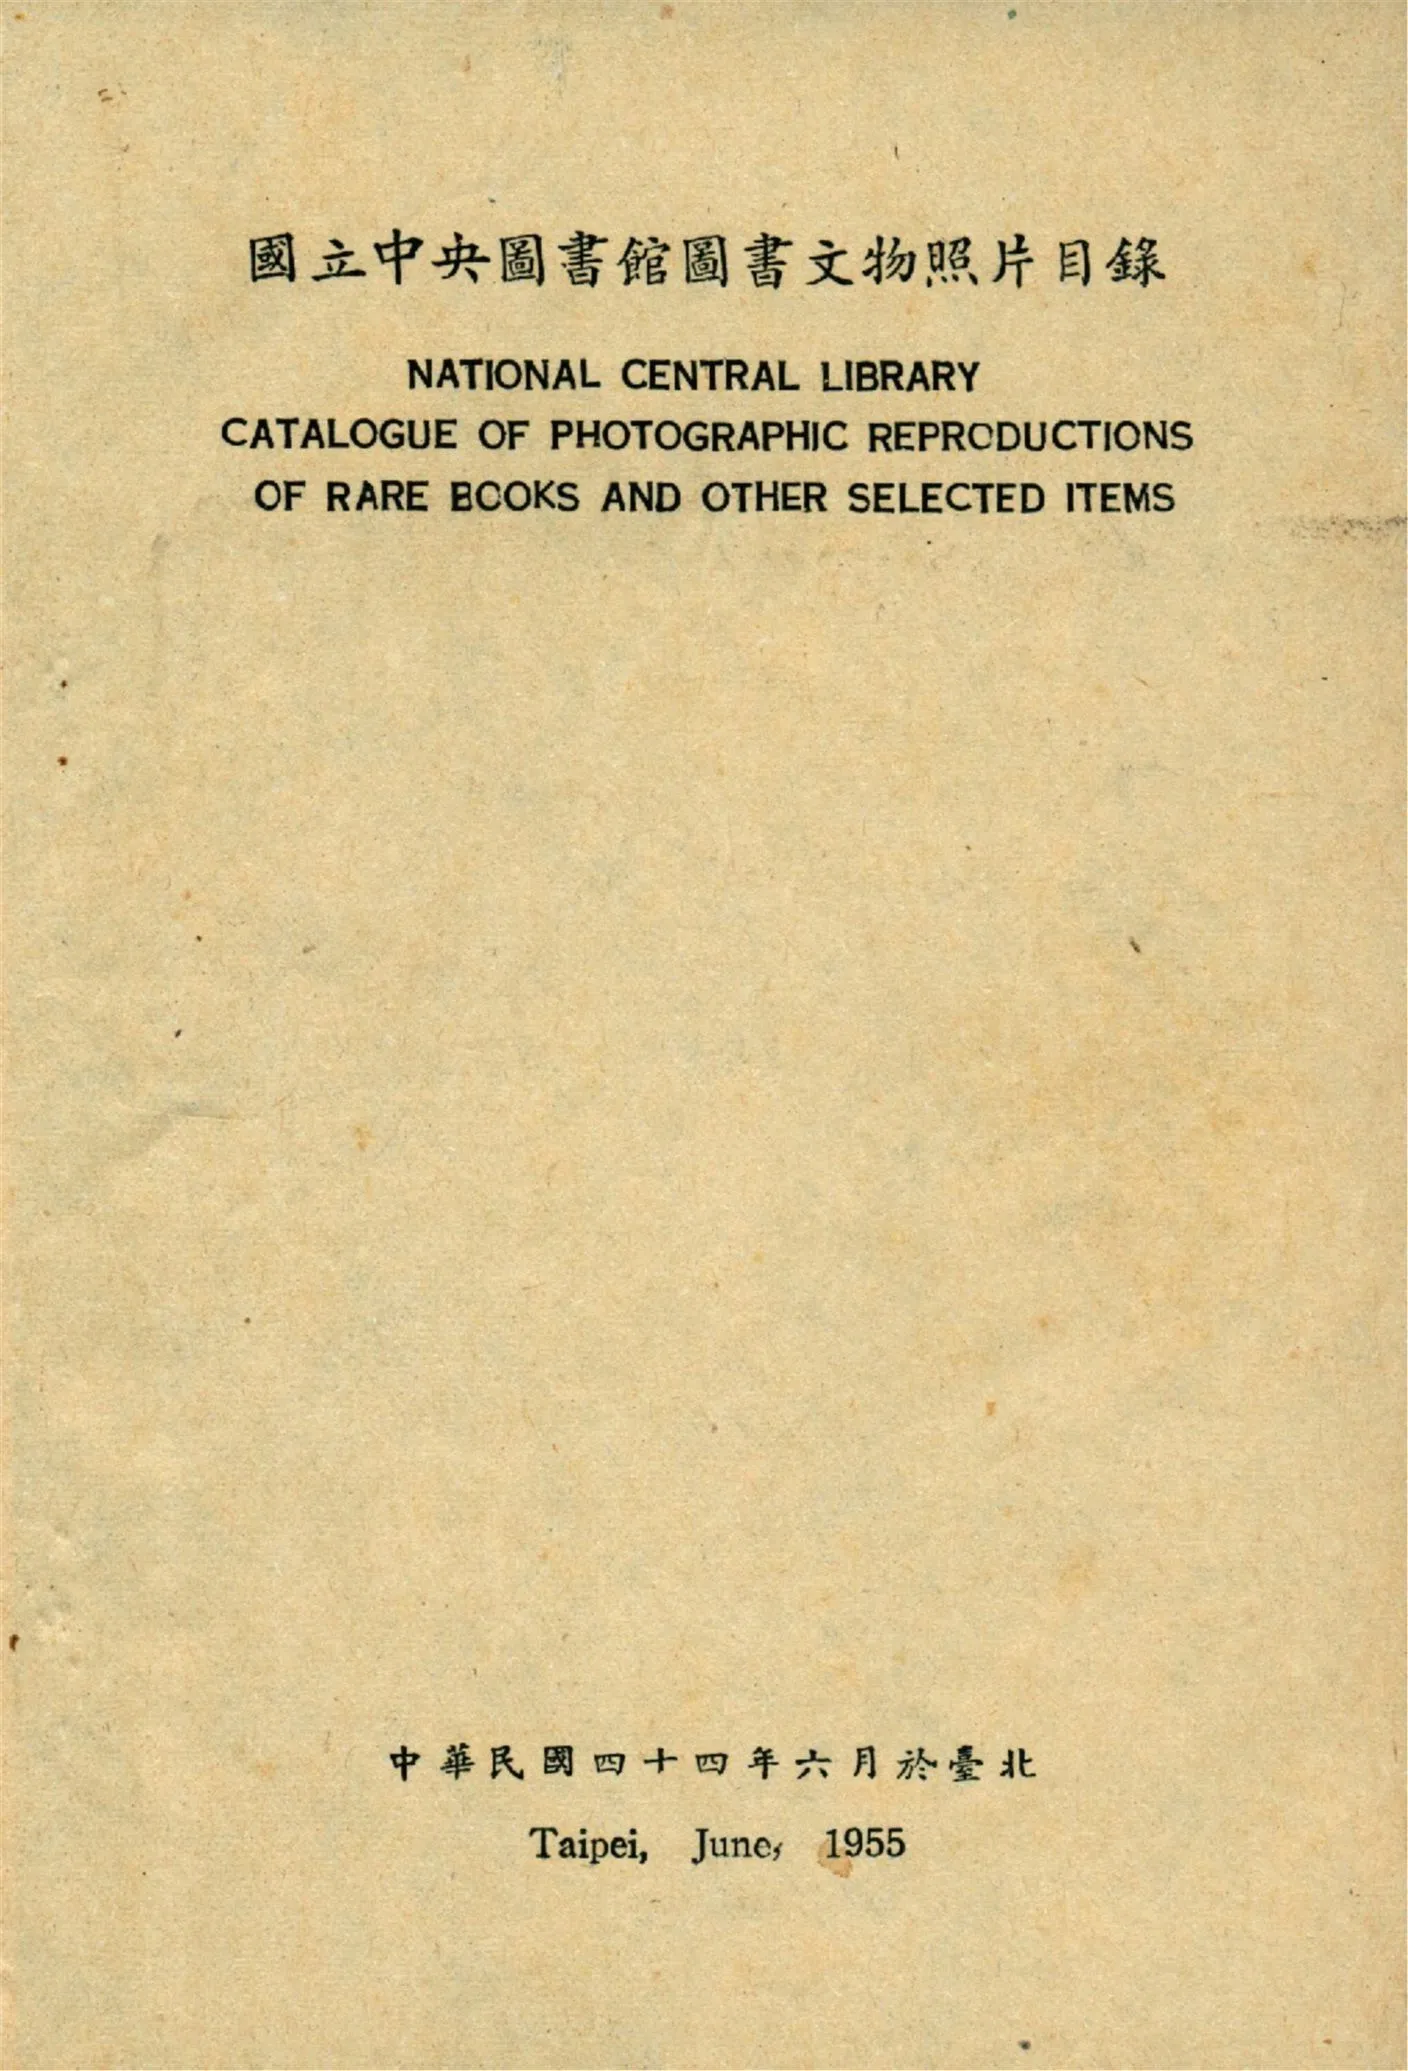 國立中央圖書館圖書文物照片目錄
NATIONAL CENTRAL LIBRARY
CATALOGUE OF PHOTOGRAPHIC REPRODUCTIONS
OF RARE BOOKS AND OTHER SELECTED ITEMS
中華民國四十四年六月於臺北
Taipei, June, 1955